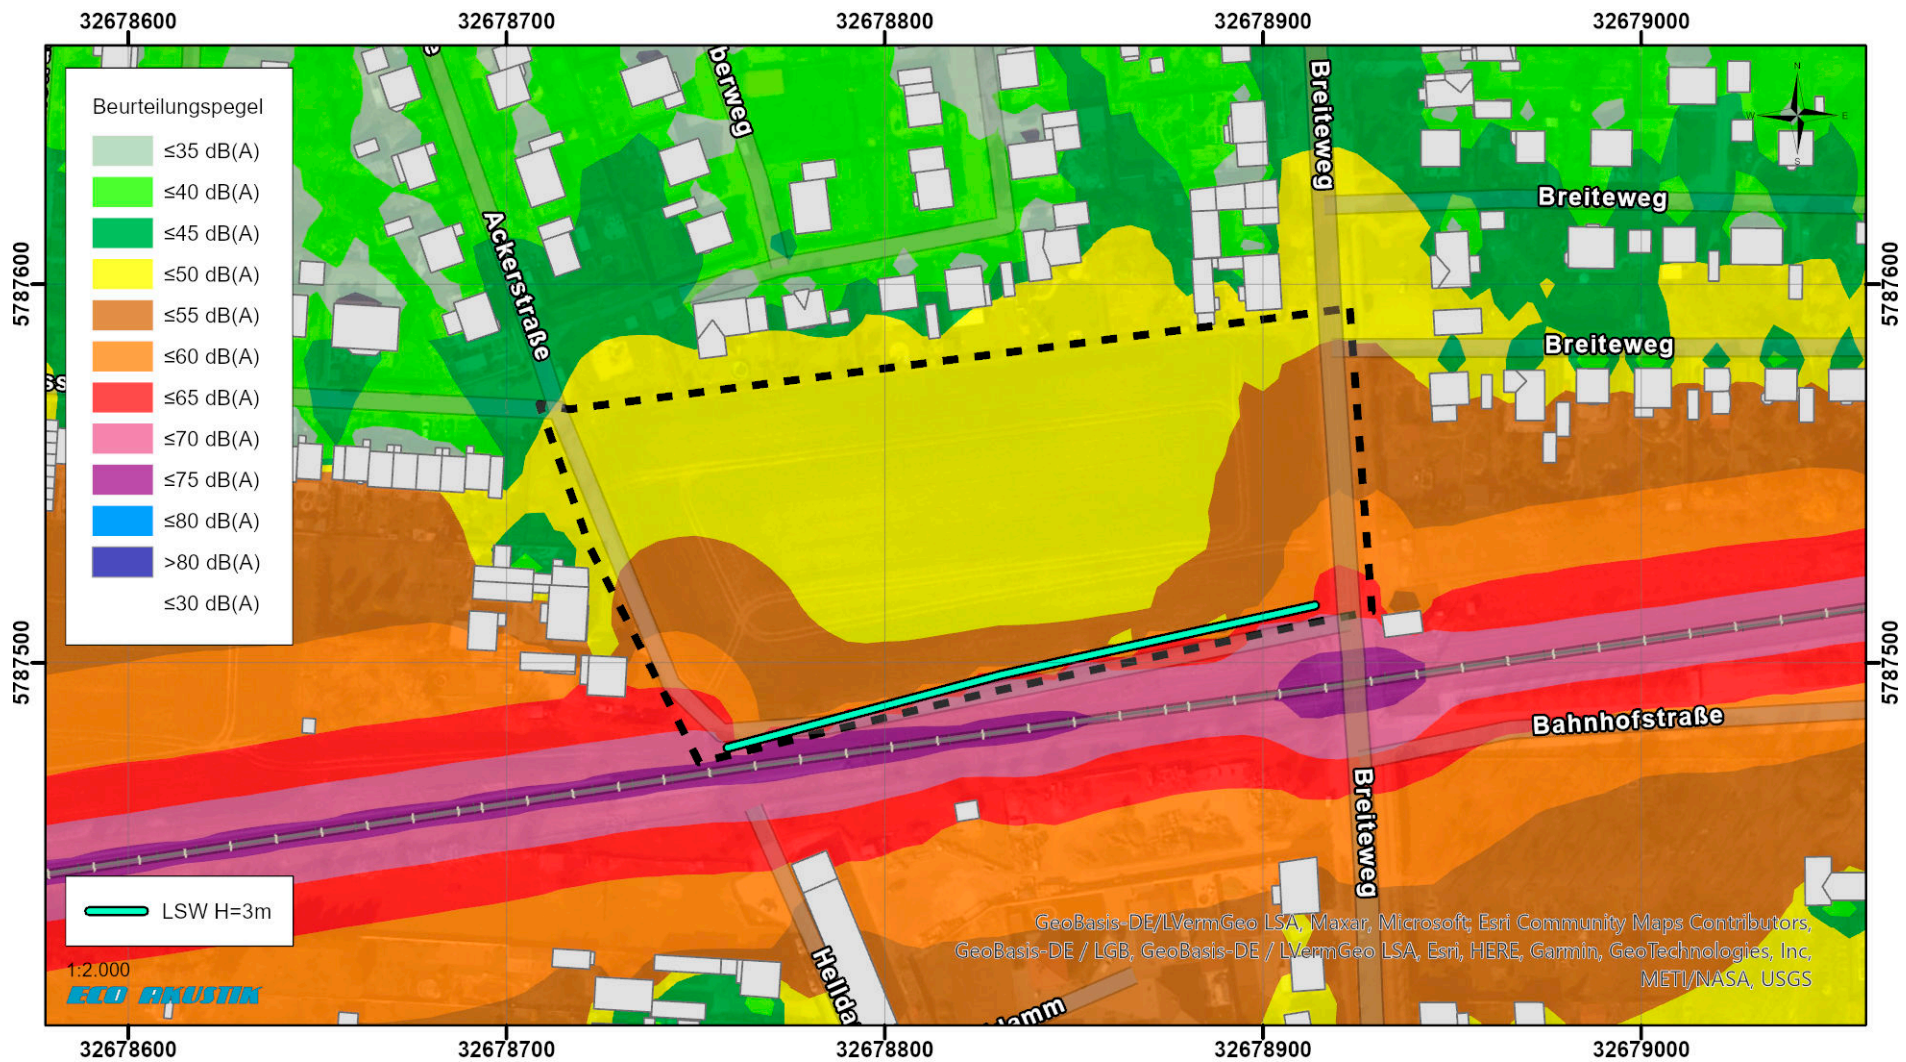 32678600 32678700 32678800 32678900 32679000
Beurteilungspegel
≤35 dB(A)
≤40 dB(A)
≤45 dB(A)
≤50 dB(A)
≤55 dB(A)
≤60 dB(A)
≤65 dB(A)
≤70 dB(A)
≤75 dB(A)
≤80 dB(A)
>80 dB(A)
≤30 dB(A)
berweg
Breiteweg
N
W E
S
Breiteweg
Ackerstraße
5787600
5787600
Breiteweg
ss
5787500
5787500
Bahnhofstraße
Breiteweg
LSW H=3m
Hellda
damm
GeoBasis-DE/LVermGeo LSA, Maxar, Microsoft, Esri Community Maps Contributors,
GeoBasis-DE / LGB, GeoBasis-DE / LVermGeo LSA, Esri, HERE, Garmin, GeoTechnologies, Inc,
METI/NASA, USGS
1:2.000
ECO AKUSTIK
32678600 32678700 32678800 32678900 32679000